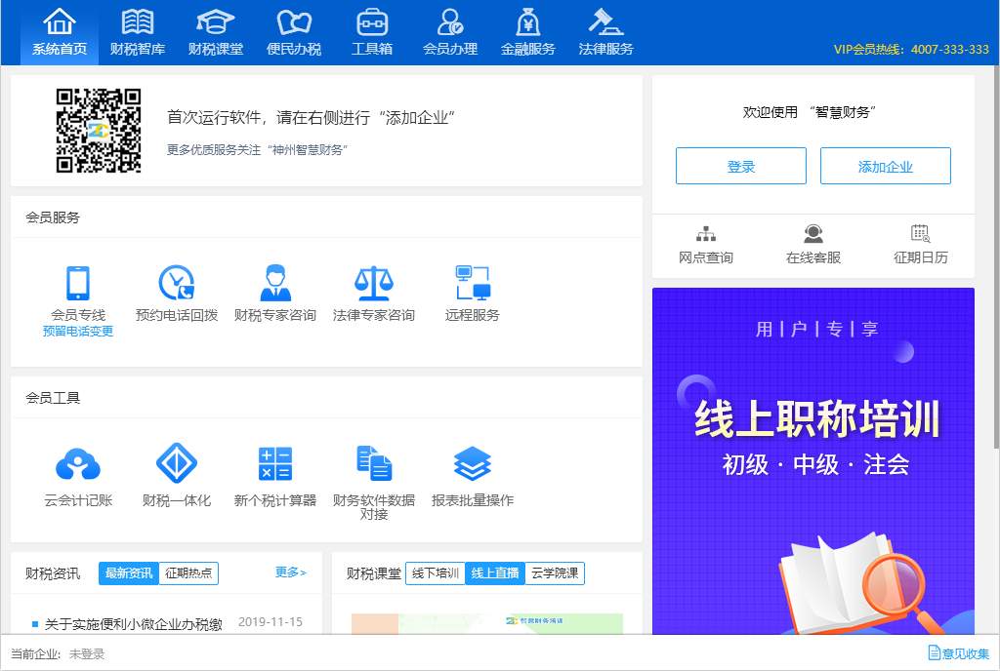 系统首页
财税智库
财税课堂
便民办税
工具箱
会员办理
金融服务
法律服务
VIP会员热线：4007-333-333
首次运行软件，请在右侧进行“添加企业”
更多优质服务关注“神州智慧财务”
欢迎使用 “智慧财务”
登录
添加企业
网点查询
在线客服
征期日历
会员服务
会员专线
预留电话变更
预约电话回拨
财税专家咨询
法律专家咨询
远程服务
会员工具
云会计记账
财税一体化
新个税计算器
财务软件数据
对接
报表批量操作
用|户|专|享
线上职称培训
初级 · 中级 · 注会
财税资讯
最新资讯
征期热点
更多>
关于实施便利小微企业办税缴
2019-11-15
财税课堂
线下培训
线上直播
云学院课
智慧财务培训
当前企业: 未登录
意见收集